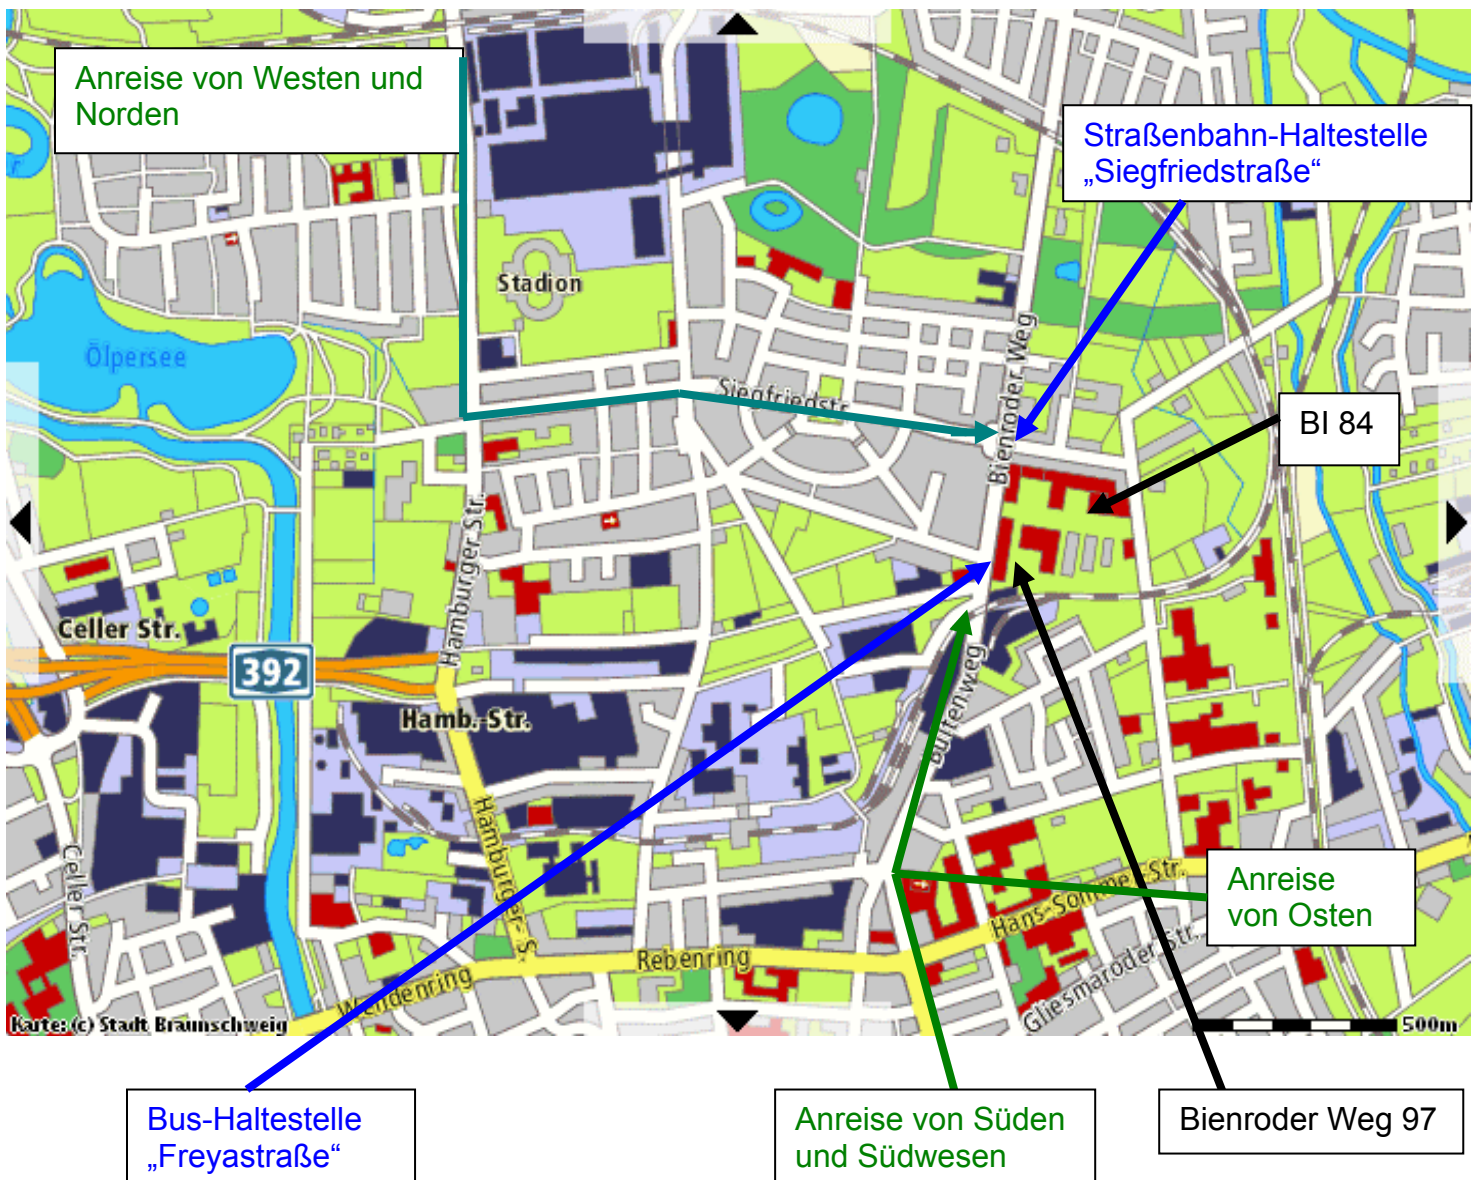 Anreise von Westen und
Norden
Straßenbahn-Haltestelle
„Siegfriedstraße“
Stadion
Ölpersee
Siegfriedstr.
Bienroder Weg
BI 84
Hamburger Str.
Celler Str.
392
Hamb.-Str.
Bültenweg
Hamburger-S.
Celler Str.
Hans-Sommer-Str.
Anreise
von Osten
Rebenring
Wendenring
Gliesmaroder Str.
Karte: (c) Stadt Braunschweig
500m
Bus-Haltestelle
„Freyastraße“
Anreise von Süden
und Südwesen
Bienroder Weg 97